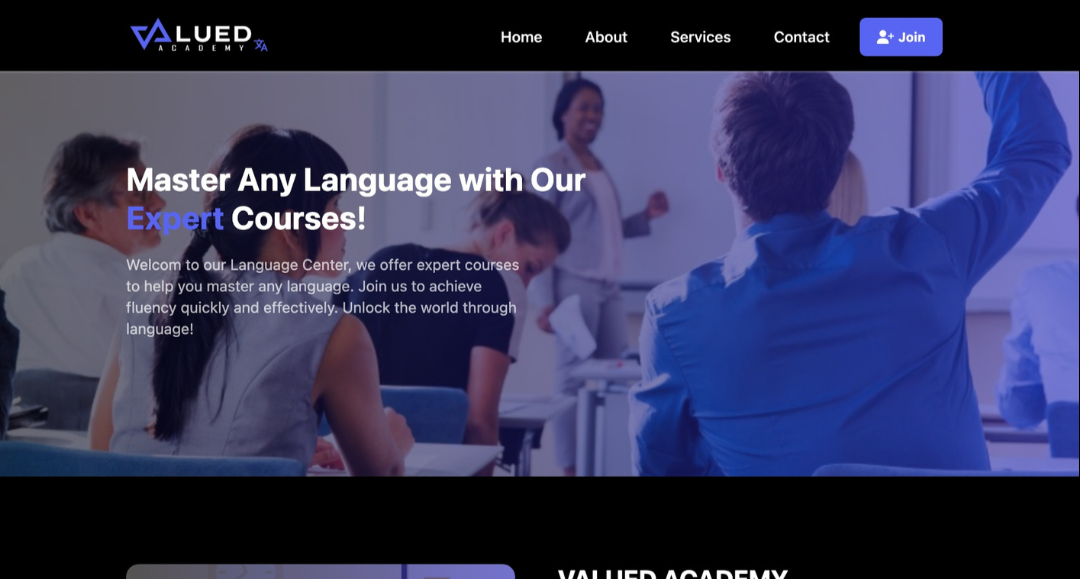 VALUED
ACADEMY
Home About Services Contact Join
Master Any Language with Our
Expert Courses!
Welcom to our Language Center, we offer expert courses
to help you master any language. Join us to achieve
fluency quickly and effectively. Unlock the world through
language!
VALUED ACADEMY